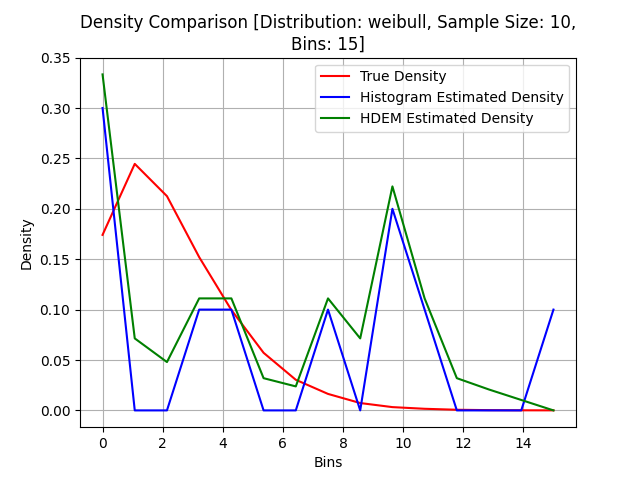 Density Comparison [Distribution: weibull, Sample Size: 10,
Bins: 15]
True Density
Histogram Estimated Density
HDEM Estimated Density
Density
0.35
0.30
0.25
0.20
0.15
0.10
0.05
0.00
0 2 4 6 8 10 12 14
Bins